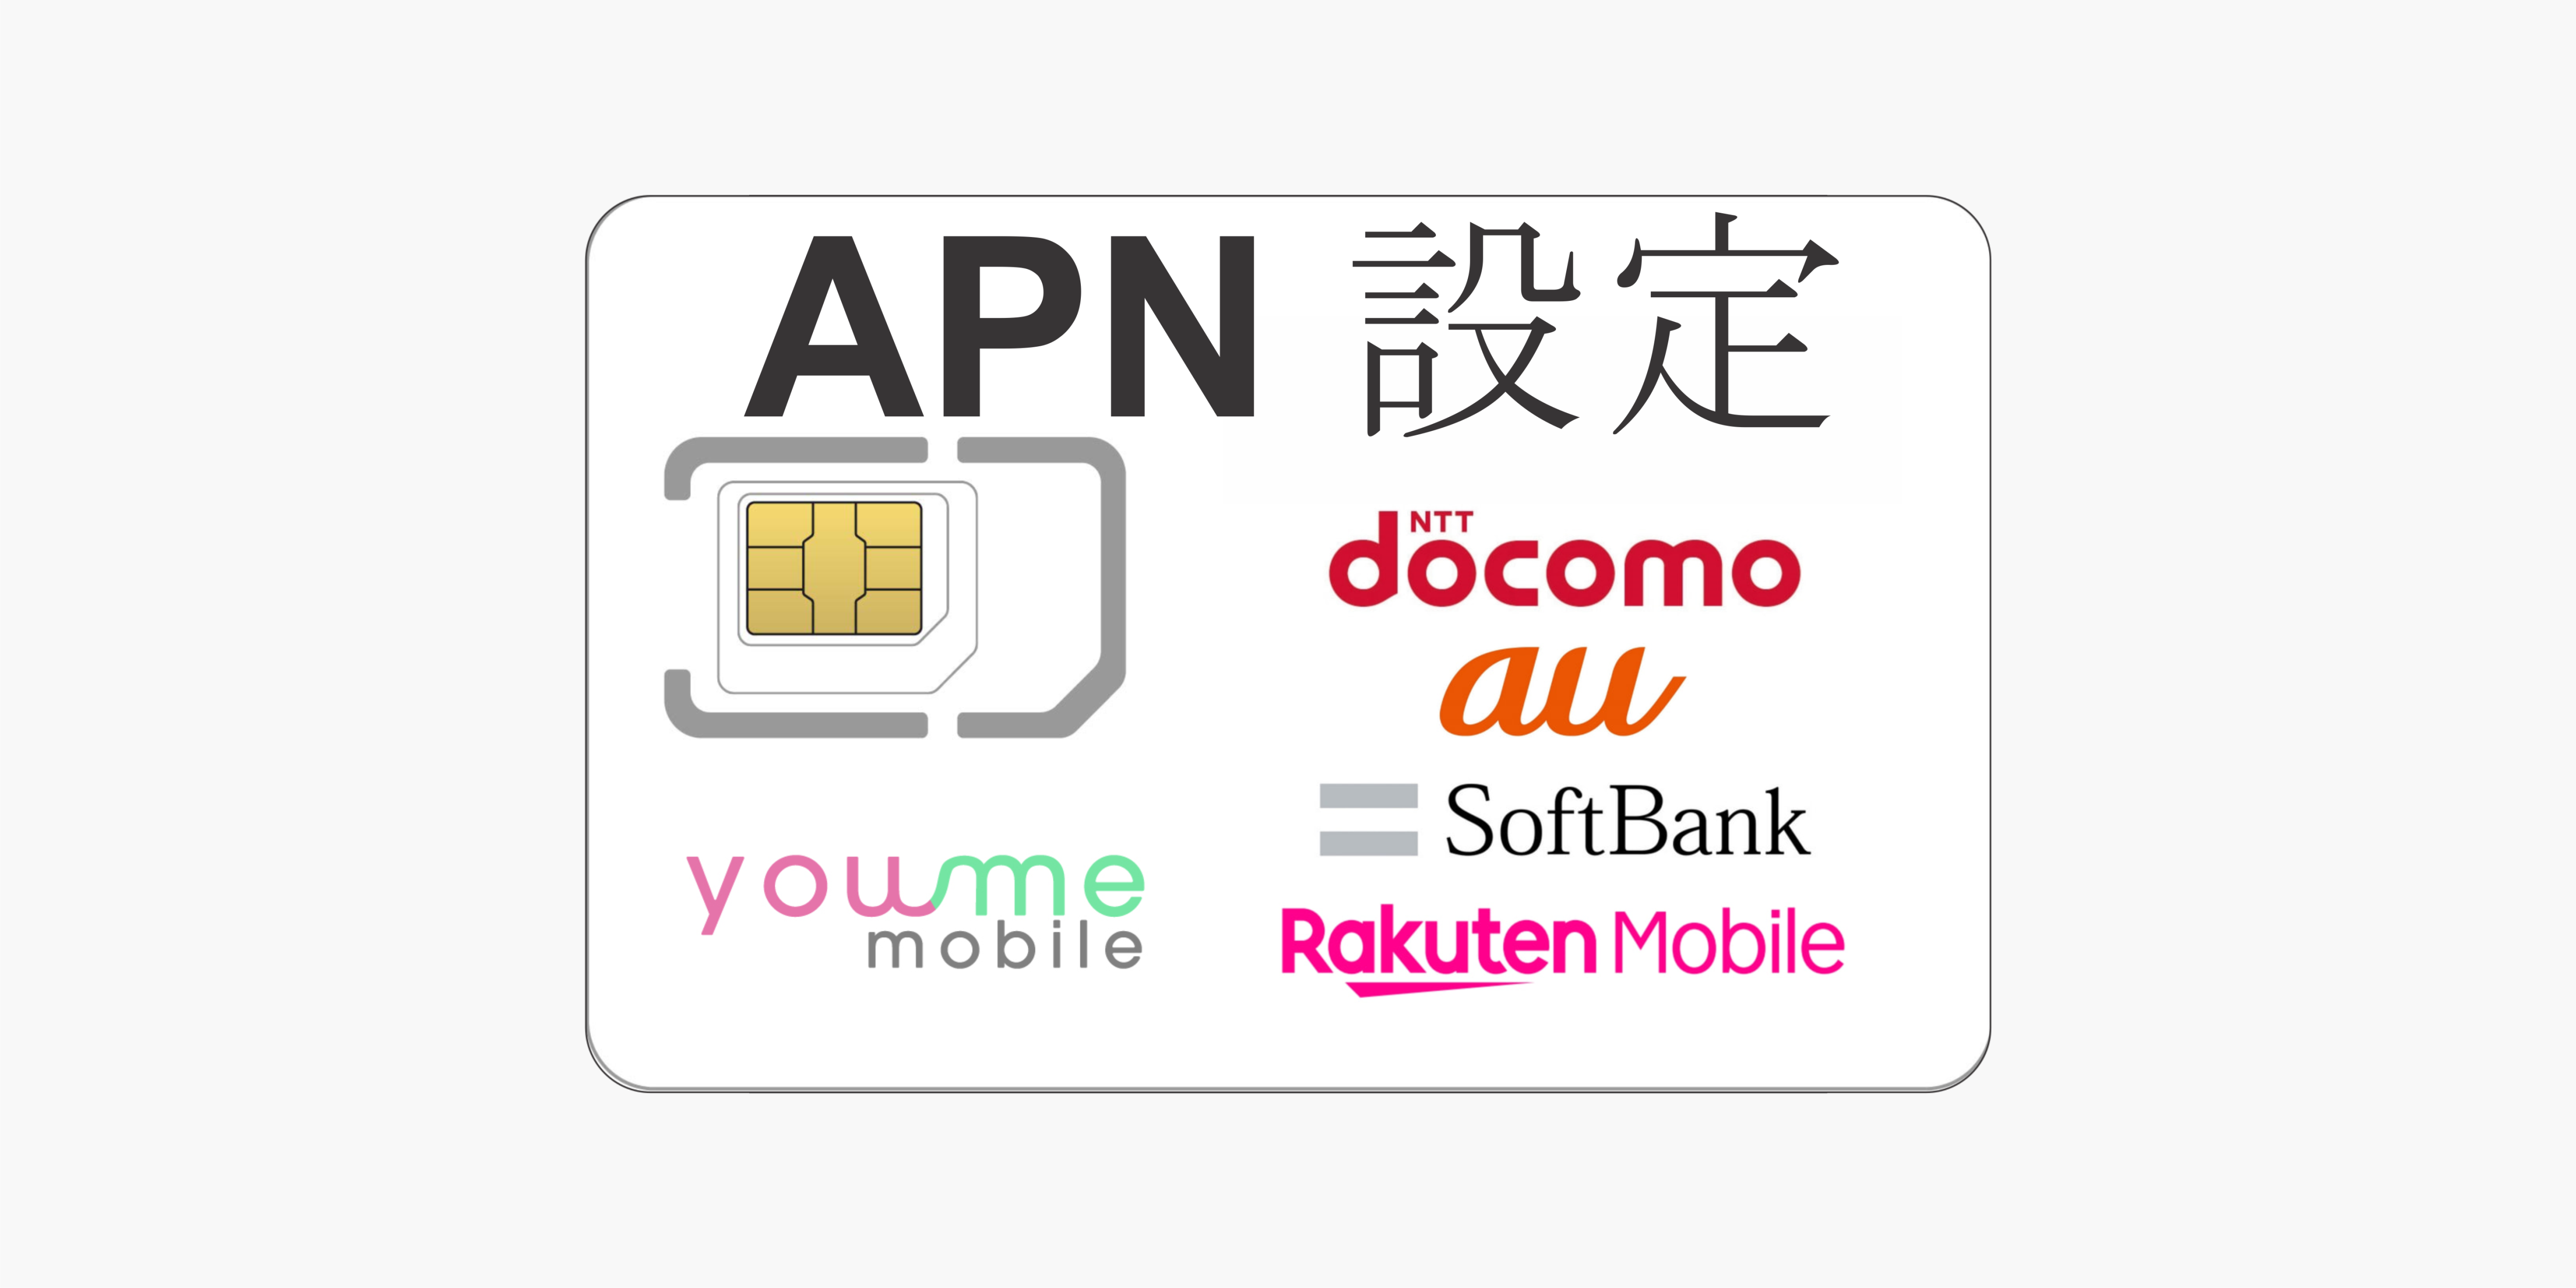 APN 設定
NTT
docomo
au
SoftBank
youme
mobile
Rakuten Mobile